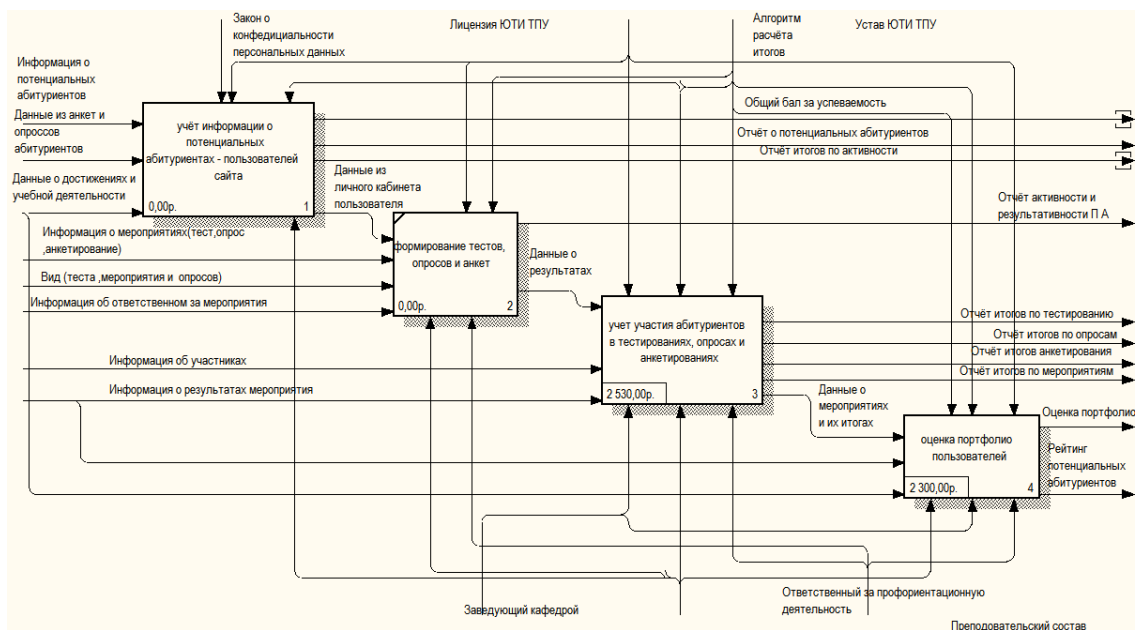 Закон о
конфедициальности
персональных данных
Лицензия ЮТИ ТПУ
Алгоритм
расчёта
итогов
Устав ЮТИ ТПУ
Информация о
потенциальных
абитуриентов
Данные из анкет и
опроссов
абитуриентов
Данные о достижениях и
учебной деятельности
учёт информации о
потенциальных
абитуриентах - пользователей
сайта
0,00р.
1
Общий бал за успеваемость
Отчёт о потенциальных абитуриентов
Отчёт итогов по активности
Данные из
личного кабинета
пользователя
Отчёт активности и
результативности П А
Информация о мероприятиях(тест,опрос
,анкетирование)
Вид (теста ,мероприятия и опросов)
Информация об ответственном за мероприятия
формирование тестов,
опросов и анкет
0,00р.
2
Данные о
результатах
учет участия абитуриентов
в тестированиях, опросах и
анкетированиях
2 530,00р.
3
Отчёт итогов по тестированию
Отчёт итогов по опросам
Отчёт итогов анкетирования
Отчёт итогов по мероприятиям
Информация об участниках
Информация о результатах мероприятия
Данные о
мероприятиях
и их итогах
оценка портфолио
пользователей
2 300,00р.
4
Оценка портфолио
Рейтинг
потенциальных
абитуриентов
Заведующий кафедрой
Ответственный за профориентационную
деятельность
Преподовательский состав